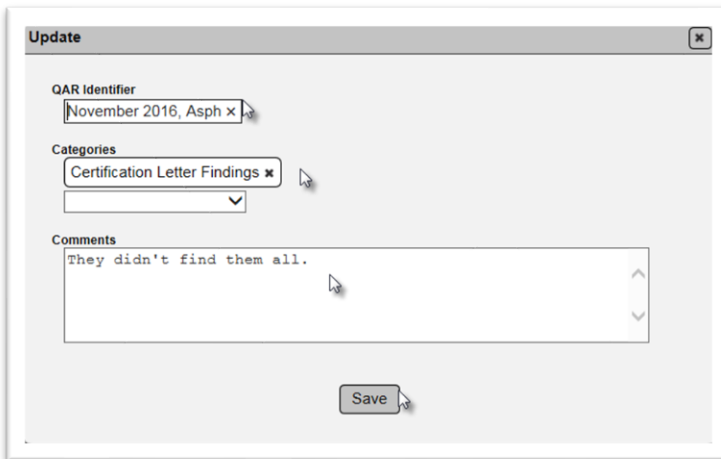 Update
QAR Identifier
November 2016, Asph ×
Categories
Certification Letter Findings ×
Comments
They didn't find them all.
Save